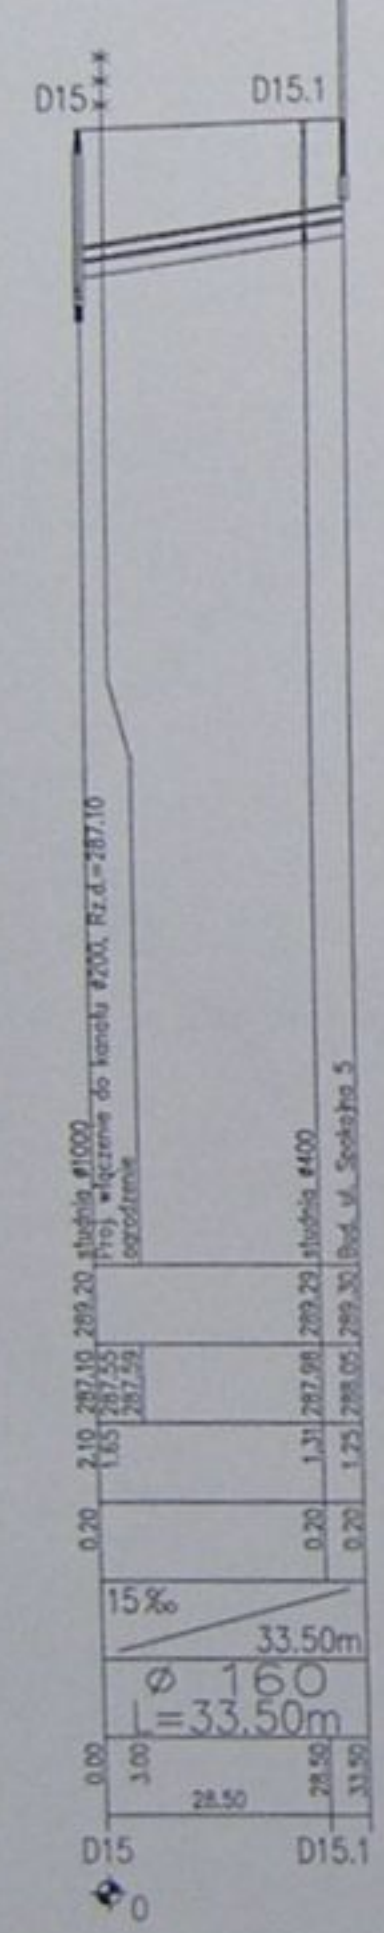 D15
D15.1
289.20 studnia #1000
Proj. włączenie do kanału #200, Rz.d.=287.10
ogrodzenie
289.29 studnia #400
289.30 Bud. ul. Spokojna 5
287.10
287.55
287.59
287.98
288.05
2.10
1.65
1.31
1.25
0.20
0.20
0.20
15‰
33.50m
ø 160
L=33.50m
0.00
3.00
28.50
33.50
28.50
D15
D15.1
0